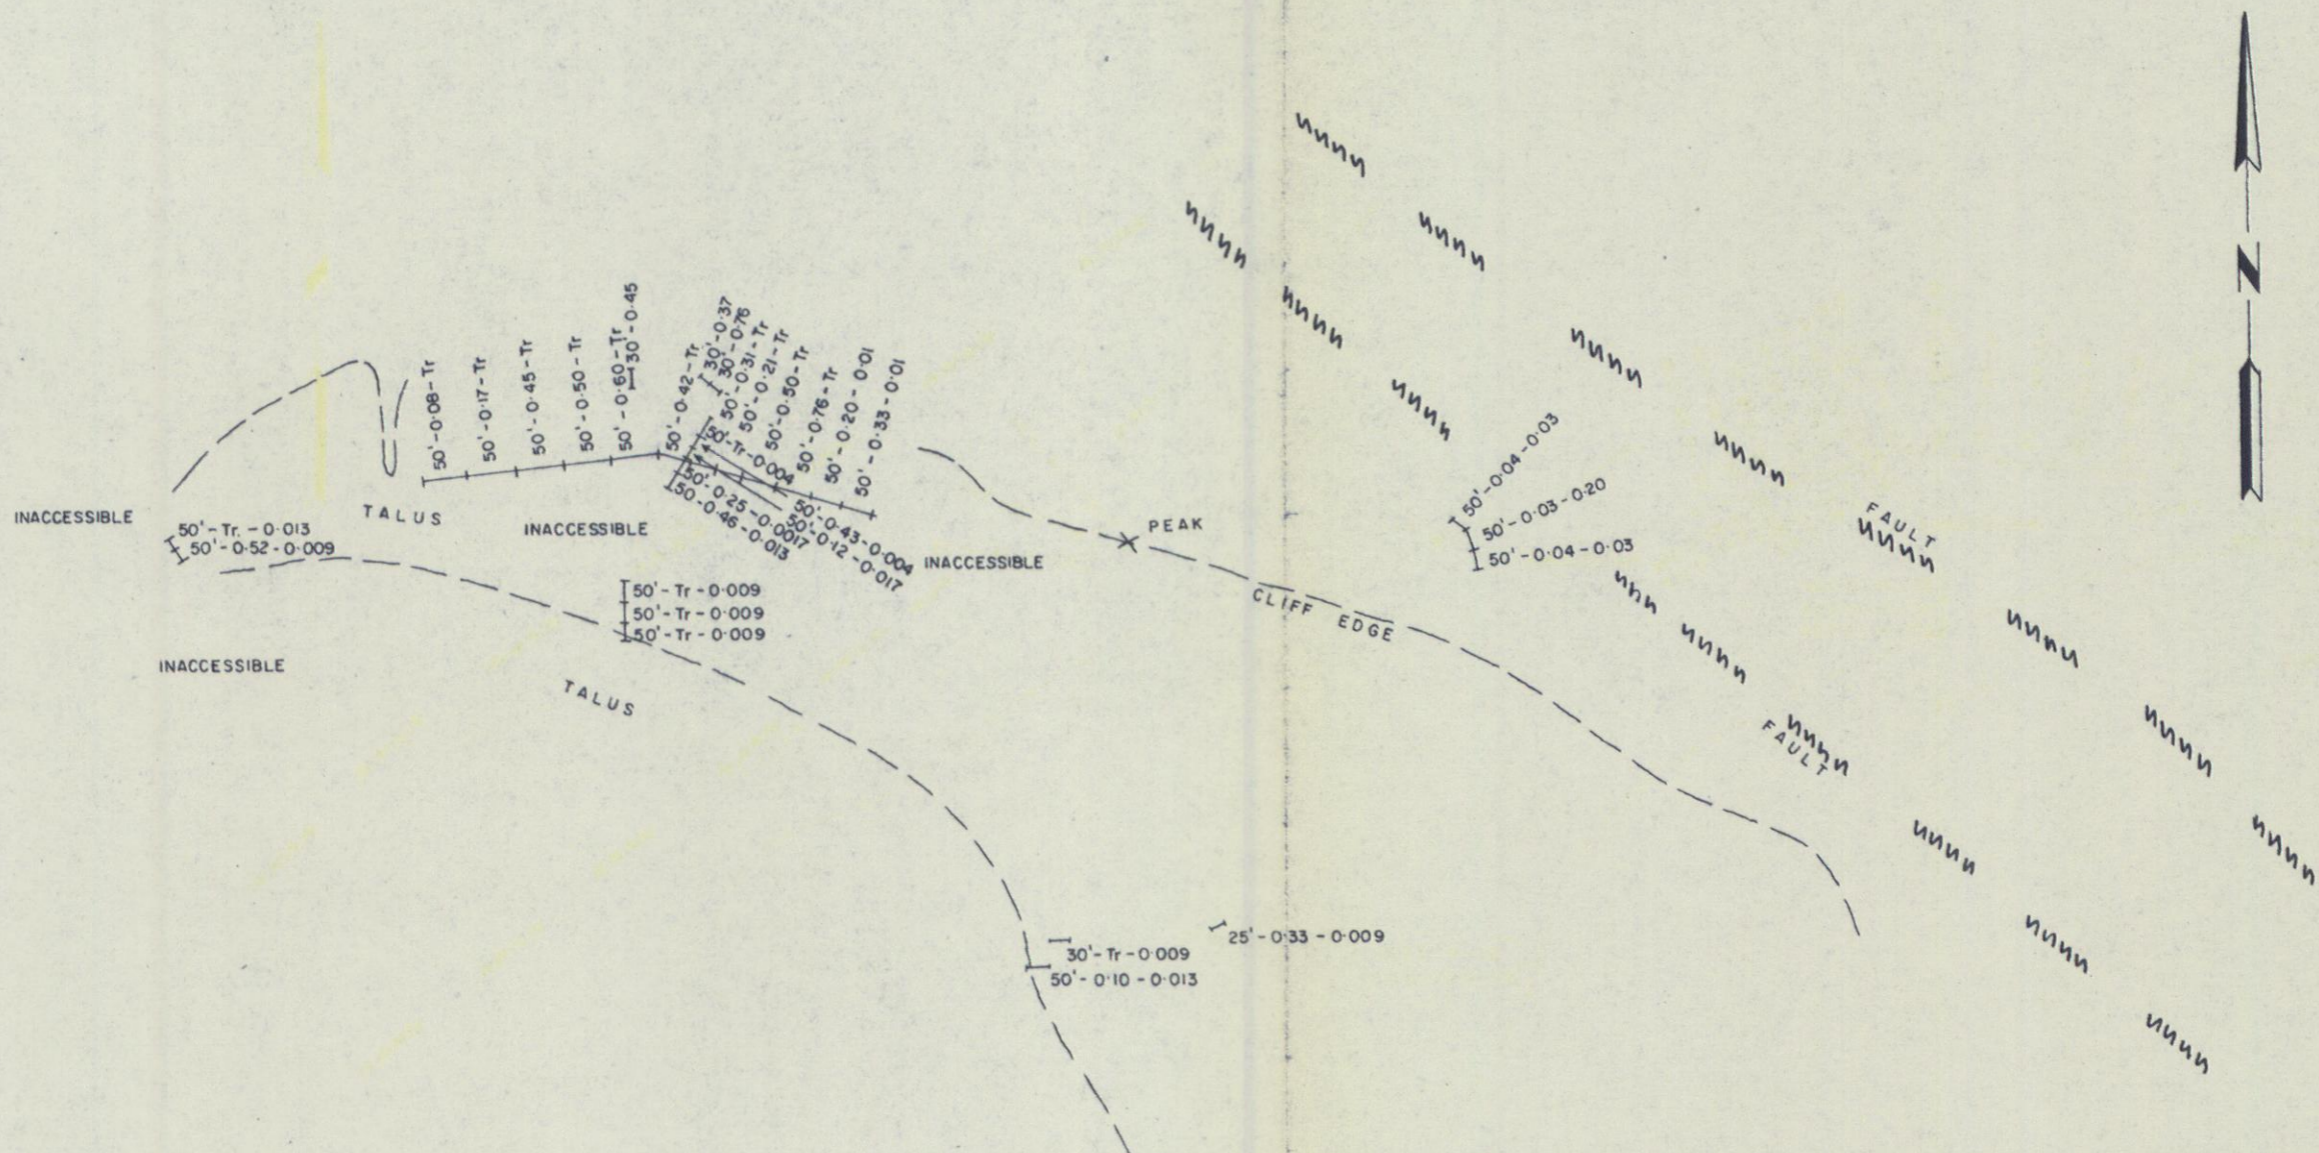 N
50'-0·08-Tr
50'-0·17-Tr
50'-0·45-Tr
50'-0·50-Tr
50'-0·60-Tr
30'-0·45
50'-0·42-Tr
30'-0·37
30'-0·76
50'-0·31-Tr
50'-0·21-Tr
50'-0·50-Tr
50'-0·76-Tr
50'-0·20-0·01
50'-0·33-0·01
50'-Tr-0·004
50'-0·25-0·0017
50-0·46-0·013
50'-0·43-0·004
50'-0·12-0·017
INACCESSIBLE
TALUS
INACCESSIBLE
50'-Tr.-0·013
50'-0·52-0·009
INACCESSIBLE
PEAK
CLIFF EDGE
50'-0·04-0·03
50'-0·03-0·20
50'-0·04-0·03
FAULT
50'-Tr-0·009
50'-Tr-0·009
50'-Tr-0·009
INACCESSIBLE
TALUS
FAULT
30'-Tr-0·009
50'-0·10-0·013
25'-0·33-0·009